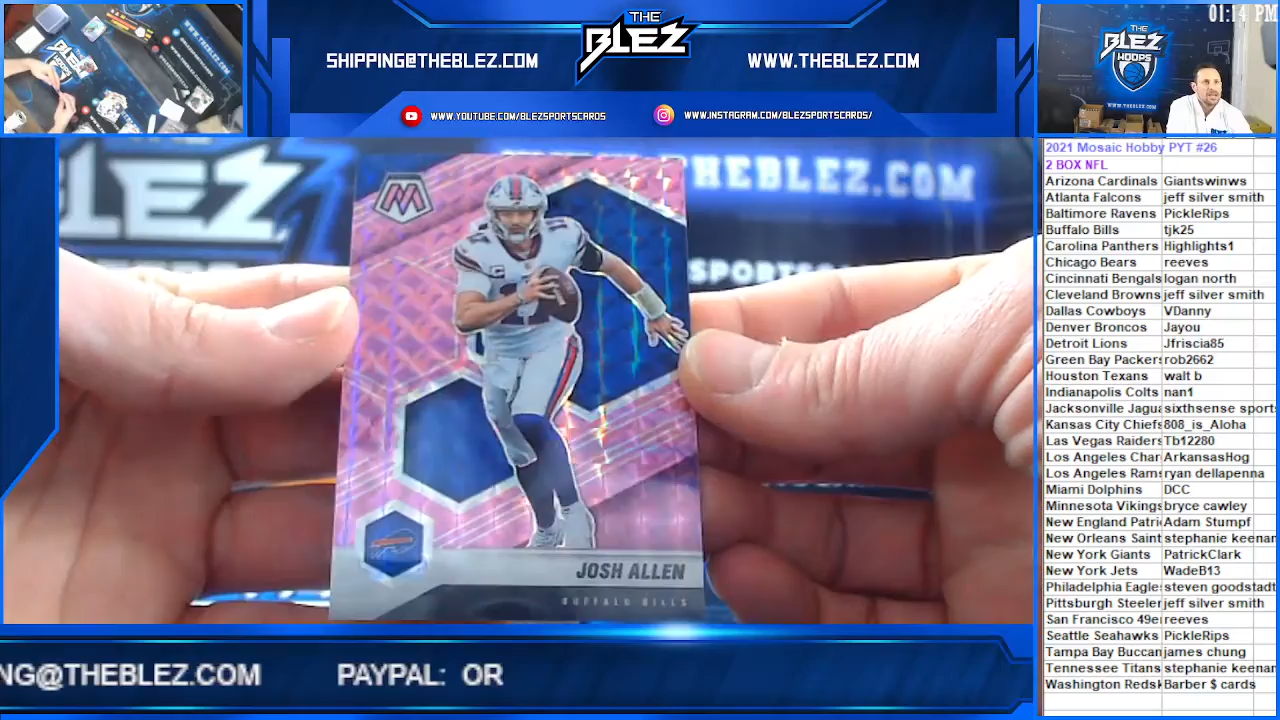 THE
BLEZ
SHIPPING@THEBLEZ.COM
WWW.THEBLEZ.COM
WWW.YOUTUBE.COM/BLEZSPORTSCARDS
WWW.INSTAGRAM.COM/BLEZSPORTSCARDS/
01:14 PM
THE
BLEZ
HOOPS
WWW.THEBLEZ.COM
BLEZ
THEBLEZ.COM
SPORTSC
JOSH ALLEN
BUFFALO BILLS
2021 Mosaic Hobby PYT #26
2 BOX NFL
Arizona Cardinals Giantswinws
Atlanta Falcons jeff silver smith
Baltimore Ravens PickleRips
Buffalo Bills tjk25
Carolina Panthers Highlights1
Chicago Bears reeves
Cincinnati Bengals logan north
Cleveland Browns jeff silver smith
Dallas Cowboys VDanny
Denver Broncos Jayou
Detroit Lions Jfriscia85
Green Bay Packers rob2662
Houston Texans walt b
Indianapolis Colts nan1
Jacksonville Jagua sixthsense sport
Kansas City Chiefs 808_is_Aloha
Las Vegas Raiders Tb12280
Los Angeles Char ArkansasHog
Los Angeles Rams ryan dellapenna
Miami Dolphins DCC
Minnesota Vikings bryce cawley
New England Patri Adam Stumpf
New Orleans Saint stephanie keenan
New York Giants PatrickClark
New York Jets WadeB13
Philadelphia Eagle steven goodstadt
Pittsburgh Steeler jeff silver smith
San Francisco 49e reeves
Seattle Seahawks PickleRips
Tampa Bay Buccan james chung
Tennessee Titans stephanie keenan
Washington Redsk Barber $ cards
NG@THEBLEZ.COM PAYPAL: OR